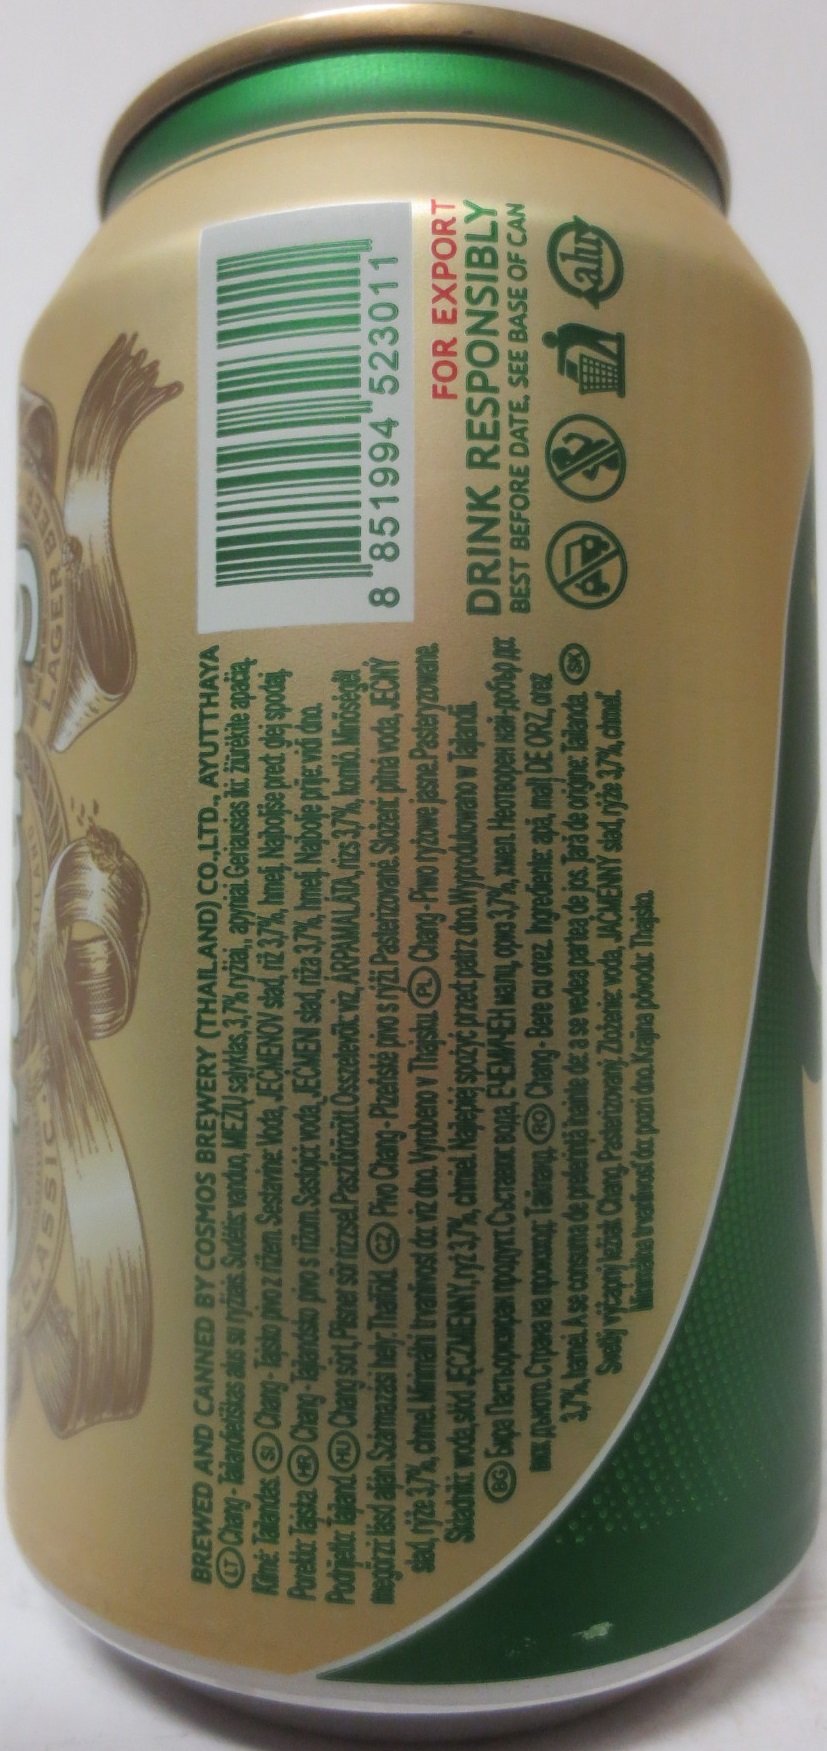 BREWED AND CANNED BY COSMOS BREWERY (THAILAND) CO.,LTD., AYUTTHAYA
LT Chang - Tailandietiškas alus su ryžiais. Sudėtis: vanduo, MIEŽIŲ salyklas, 3,7% ryžiai, apyniai. Geriausias iki: žiūrėkite apačią.
Kilmė: Tailandas. SI Chang - Tajsko pivo z rižem. Sestavine: Voda, JEČMENOV slad, riž 3,7%, hmelj. Najboljše pred: glej spodaj.
Poreklo: Tajska. HR Chang - Tajlandsko pivo s rižom. Sastojci: voda, JEČMENI slad, riža 3,7%, hmelj. Najbolje prije: vidi dno.
Podrijetlo: Tajland. HU Chang sört, Pilsner sör rizzsel. Pasztőrözött. Összetevők: víz, ÁRPAMALÁTA, rizs 3,7%, komló. Minőségét
megőrzi: lásd alján. Származási hely: Thaiföld. CZ Pivo Chang - Plzeňské pivo s rýží. Pasterizované. Složení: pitná voda, JEČNÝ
slad, rýže 3,7%, chmel. Minimální trvanlivost do: viz dno. Vyrobeno v Thajsku. PL Chang - Piwo ryżowe jasne. Pasteryzowane.
Składniki: woda, słód JĘCZMIENNY, ryż 3,7%, chmiel. Najlepiej spożyć przed: patrz dno. Wyprodukowano w Tajlandii.
BG Бира Пастьоризиран продукт. Съставки: вода, ЕЧЕМИЧЕН малц, ориз 3,7%, хмел. Неотворен най-добър до:
виж дъното. Страна на произход: Тайланд. RO Chang - Bere cu orez. Ingrediente: apă, malț DE ORZ, orez
3,7%, hamei. A se consuma de preferință înainte de: a se vedea partea de jos. Țară de origine: Tailanda. SK
Svetlý výčapný ležiak Chang. Pasterizovaný. Zloženie: voda, JAČMENNÝ slad, ryže 3,7%, chmeľ.
Minimálna trvanlivosť do: pozri dno. Krajina pôvodu: Thajsko.
8 851994 523011
FOR EXPORT
DRINK RESPONSIBLY
BEST BEFORE DATE, SEE BASE OF CAN
alu
BEER
LAGER
CLASSIC